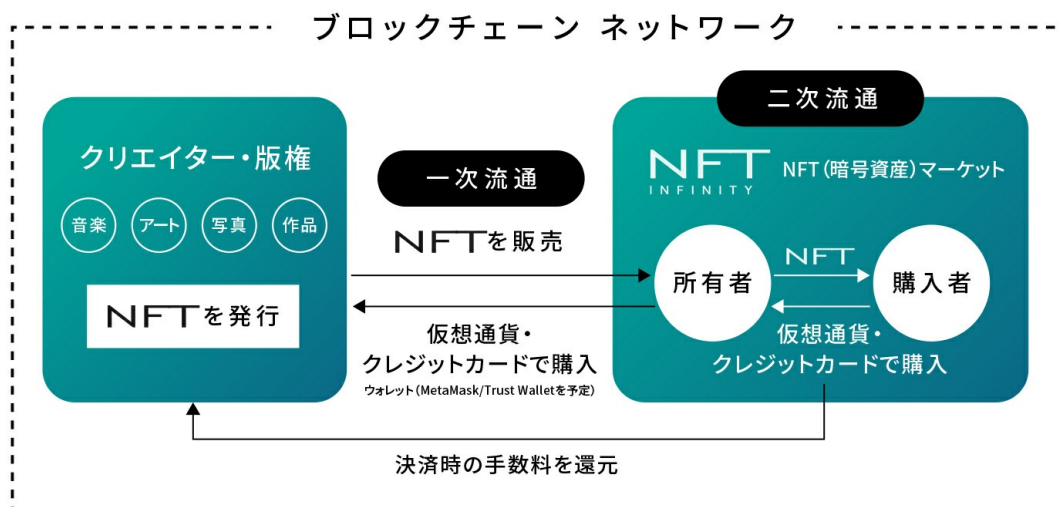 ブロックチェーン ネットワーク
クリエイター・版権
音楽
アート
写真
作品
NFTを発行
一次流通
NFTを販売
仮想通貨・
クレジットカードで購入
ウォレット(MetaMask/Trust Walletを予定)
二次流通
NFT
INFINITY
NFT(暗号資産)マーケット
所有者
NFT
購入者
仮想通貨・
クレジットカードで購入
決済時の手数料を還元